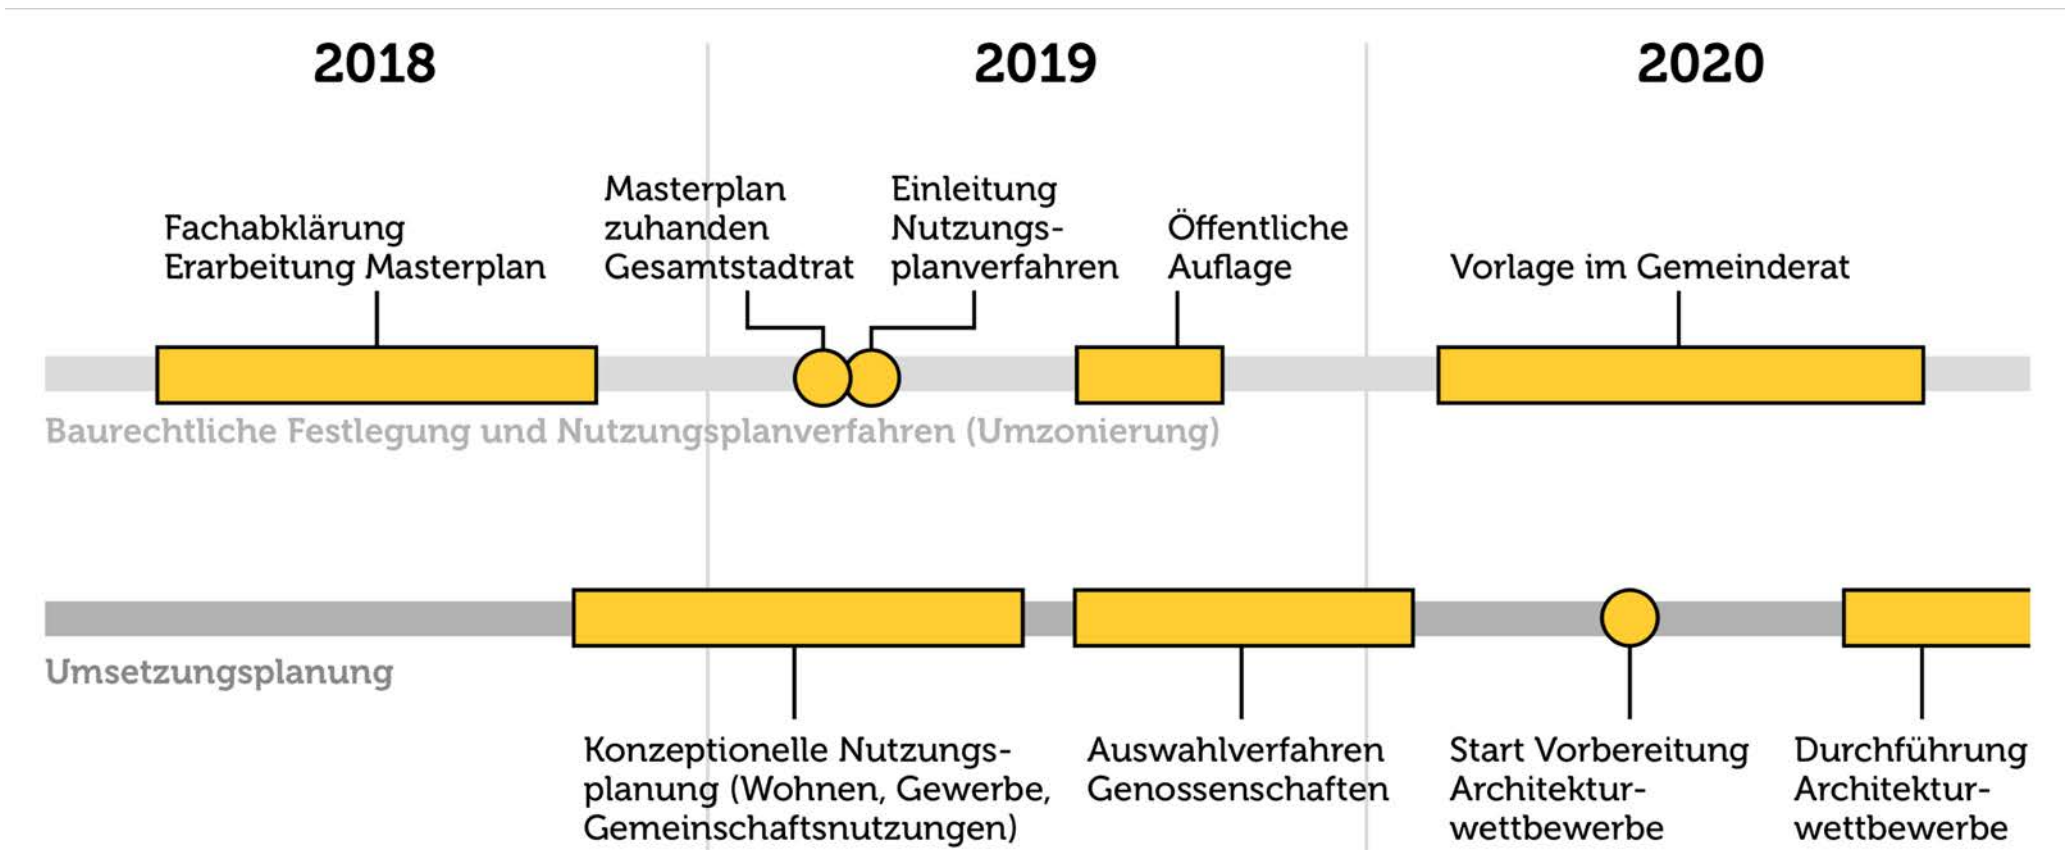 2018
2019
2020
Fachabklärung
Erarbeitung Masterplan
Masterplan
zuhanden
Gesamtstadtrat
Einleitung
Nutzungs-
planverfahren
Öffentliche
Auflage
Vorlage im Gemeinderat
Baurechtliche Festlegung und Nutzungsplanverfahren (Umzonierung)
Umsetzungsplanung
Konzeptionelle Nutzungs-
planung (Wohnen, Gewerbe,
Gemeinschaftsnutzungen)
Auswahlverfahren
Genossenschaften
Start Vorbereitung
Architektur-
wettbewerbe
Durchführung
Architektur-
wettbewerbe